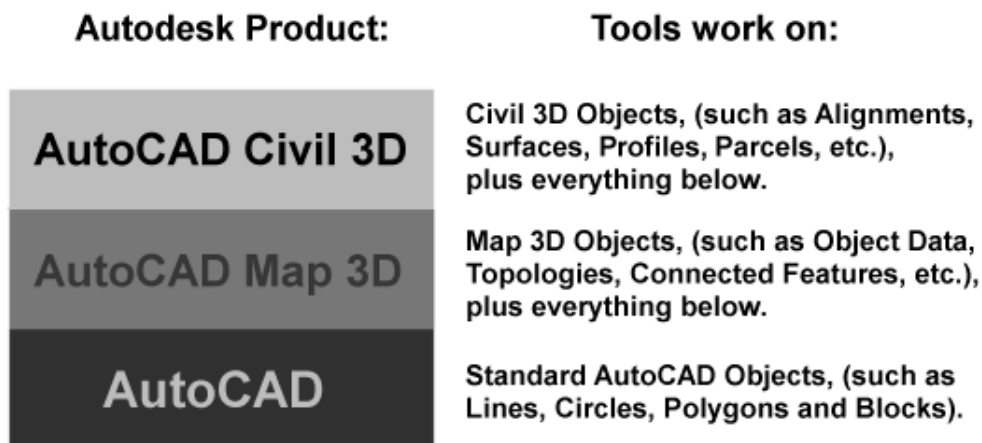 Autodesk Product:
Tools work on:
AutoCAD Civil 3D
Civil 3D Objects, (such as Alignments,
Surfaces, Profiles, Parcels, etc.),
plus everything below.
AutoCAD Map 3D
Map 3D Objects, (such as Object Data,
Topologies, Connected Features, etc.),
plus everything below.
AutoCAD
Standard AutoCAD Objects, (such as
Lines, Circles, Polygons and Blocks).